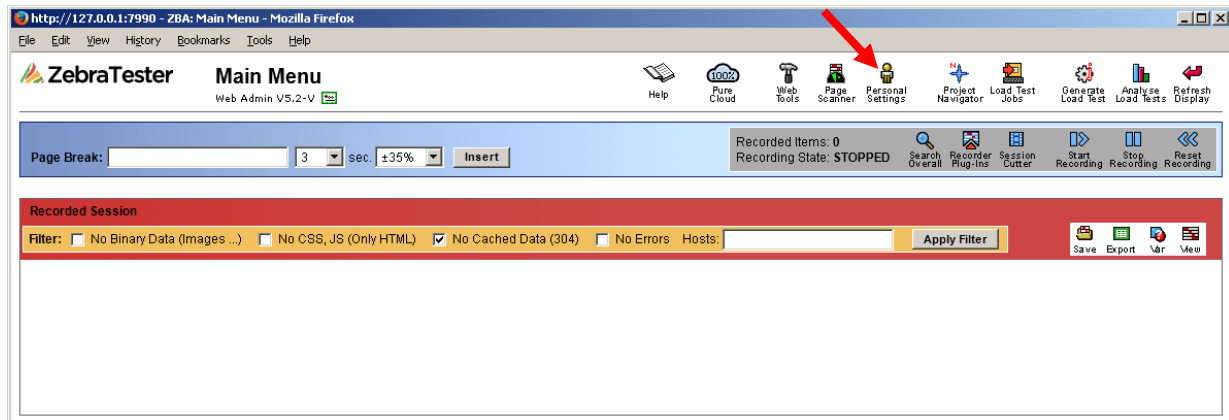 http://127.0.0.1:7990 - ZBA: Main Menu - Mozilla Firefox
File Edit View History Bookmarks Tools Help
ZebraTester Main Menu
Web Admin V5.2-V
Help
Pure Cloud
Web Tools
Page Scanner
Personal Settings
Project Navigator
Load Test Jobs
Generate Load Test
Analyse Load Tests
Refresh Display
100%
Page Break: 3 sec. ±35% Insert
Recorded Items: 0
Recording State: STOPPED
Search Overall
Recorder Plug-Ins
Session Cutter
Start Recording
Stop Recording
Reset Recording
Recorded Session
Filter: No Binary Data (Images ...) No CSS, JS (Only HTML) No Cached Data (304) No Errors Hosts: Apply Filter
Save Export Var View